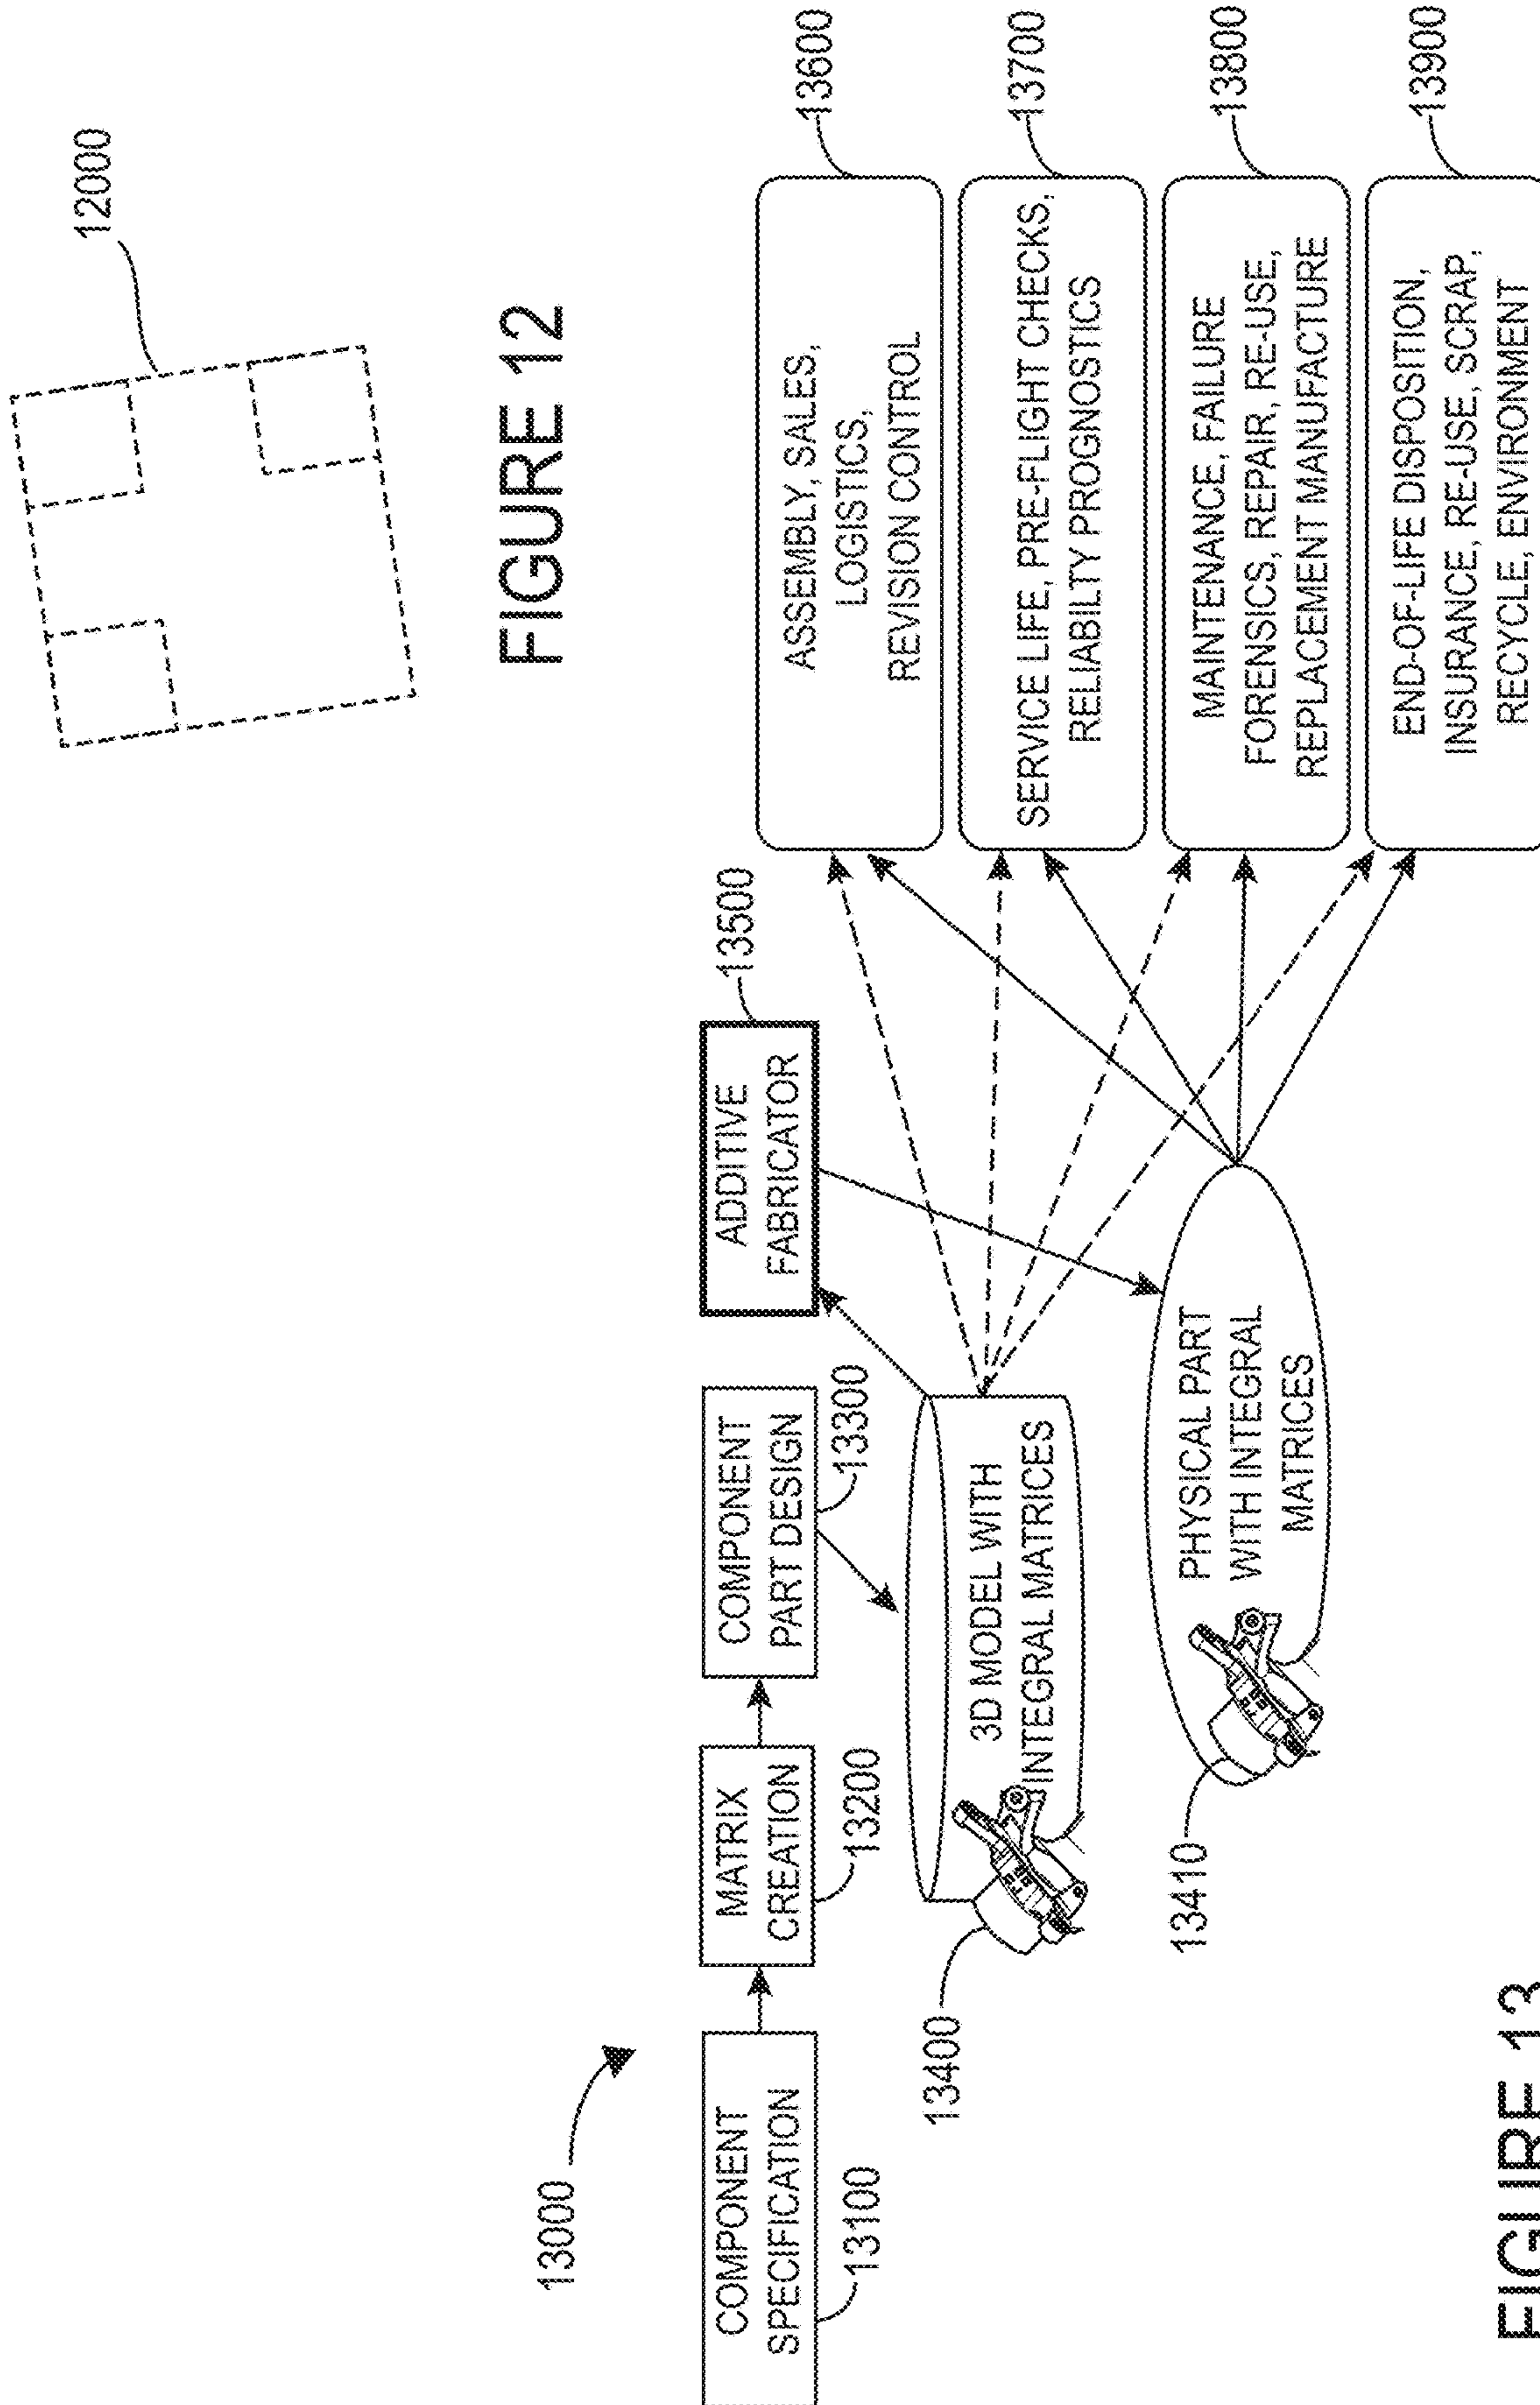 12000
FIGURE 12
13000
COMPONENT
SPECIFICATION
13100
MATRIX
CREATION
13200
COMPONENT
PART DESIGN
13300
ADDITIVE
FABRICATOR
13500
3D MODEL WITH
INTEGRAL MATRICES
13400
PHYSICAL PART
WITH INTEGRAL
MATRICES
13410
ASSEMBLY, SALES,
LOGISTICS,
REVISION CONTROL
13600
SERVICE LIFE, PRE-FLIGHT CHECKS,
RELIABILTY PROGNOSTICS
13700
MAINTENANCE, FAILURE
FORENSICS, REPAIR, RE-USE,
REPLACEMENT MANUFACTURE
13800
END-OF-LIFE DISPOSITION,
INSURANCE, RE-USE, SCRAP,
RECYCLE, ENVIRONMENT
13900
FIGURE 13